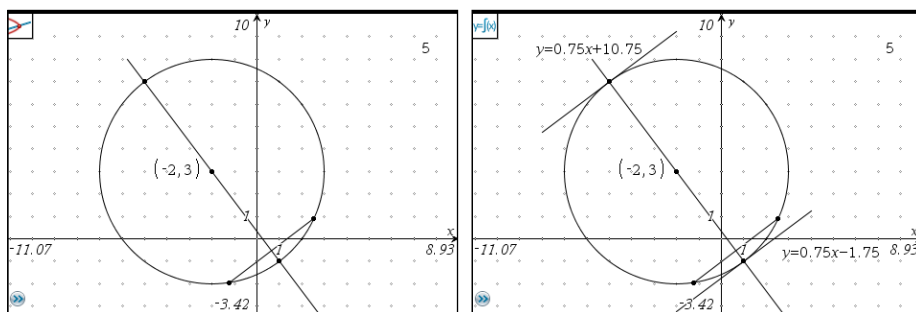 10 y
5
(-2,3)
1
x
-11.07
1
8.93
-3.42
y=∫(x)
10 y
5
y=0.75x+10.75
(-2,3)
1
x
-11.07
1
8.93
y=0.75x-1.75
-3.42